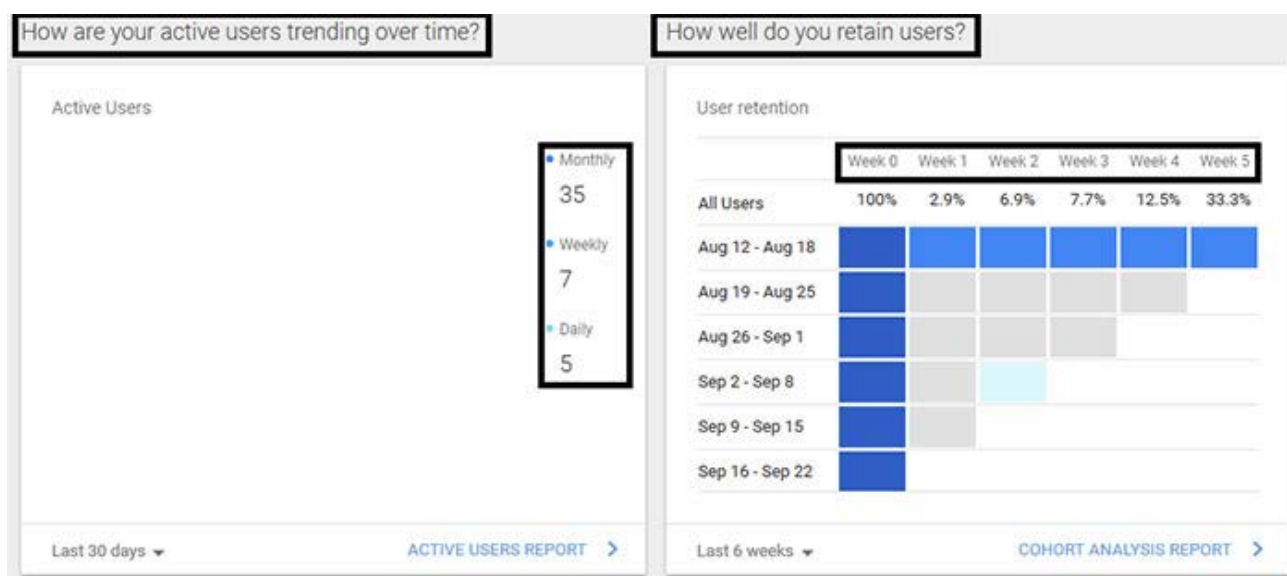 How are your active users trending over time?
Active Users
Monthly
35
Weekly
7
Daily
5
Last 30 days
ACTIVE USERS REPORT
How well do you retain users?
User retention
Week 0 Week 1 Week 2 Week 3 Week 4 Week 5
All Users 100% 2.9% 6.9% 7.7% 12.5% 33.3%
Aug 12 - Aug 18
Aug 19 - Aug 25
Aug 26 - Sep 1
Sep 2 - Sep 8
Sep 9 - Sep 15
Sep 16 - Sep 22
Last 6 weeks
COHORT ANALYSIS REPORT